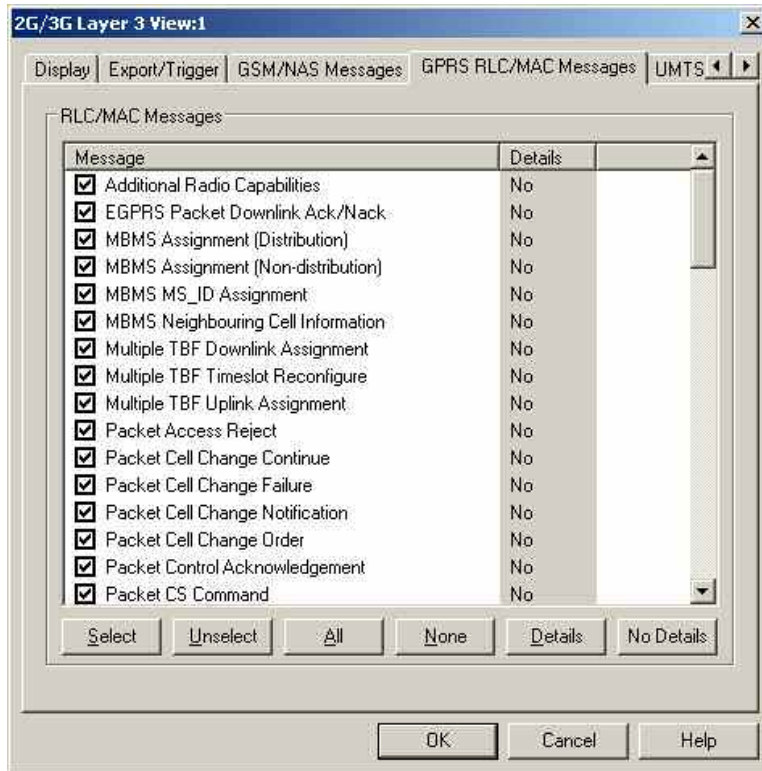 2G/3G Layer 3 View:1
Display Export/Trigger GSM/NAS Messages GPRS RLC/MAC Messages UMTS
RLC/MAC Messages
Message Details
Additional Radio Capabilities No
EGPRS Packet Downlink Ack/Nack No
MBMS Assignment (Distribution) No
MBMS Assignment (Non-distribution) No
MBMS MS_ID Assignment No
MBMS Neighbouring Cell Information No
Multiple TBF Downlink Assignment No
Multiple TBF Timeslot Reconfigure No
Multiple TBF Uplink Assignment No
Packet Access Reject No
Packet Cell Change Continue No
Packet Cell Change Failure No
Packet Cell Change Notification No
Packet Cell Change Order No
Packet Control Acknowledgement No
Packet CS Command No
Select Unselect All None Details No Details
OK Cancel Help